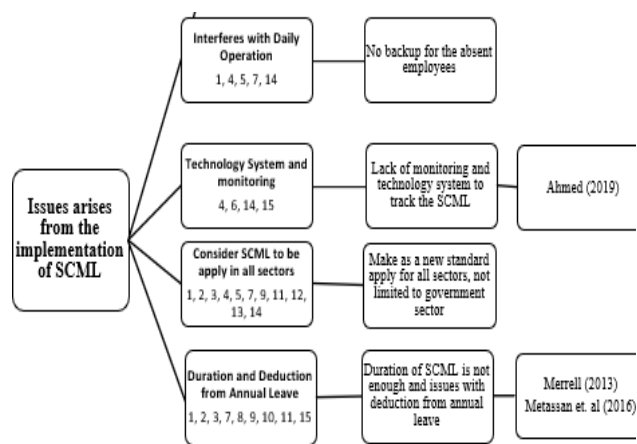 Interferes with Daily
Operation
1, 4, 5, 7, 14
No backup for the absent
employees
Technology System and
monitoring
4, 6, 14, 15
Lack of monitoring and
technology system to
track the SCML
Ahmed (2019)
Issues arises
from the
implementation
of SCML
Consider SCML to be
apply in all sectors
1, 2, 3, 4, 5, 7, 9, 11, 12,
13, 14
Make as a new standard
apply for all sectors, not
limited to government
sector
Duration and Deduction
from Annual Leave
1, 2, 3, 7, 8, 9, 10, 11, 15
Duration of SCML is not
enough and issues with
deduction from annual
leave
Merrell (2013)
Metassan et. al (2016)